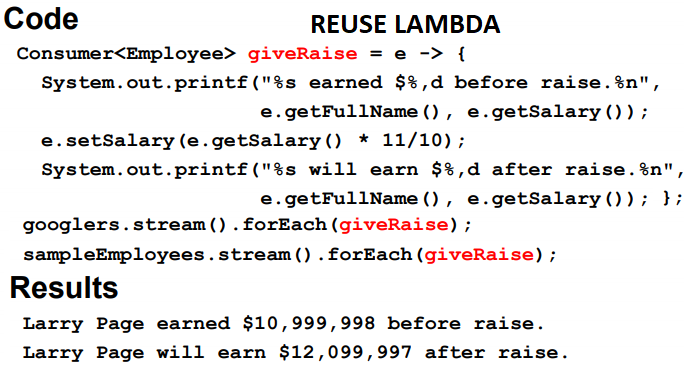 Code
REUSE LAMBDA
Consumer<Employee> giveRaise = e -> {
System.out.printf("%s earned $%,d before raise.%n",
e.getFullName(), e.getSalary());
e.setSalary(e.getSalary() * 11/10);
System.out.printf("%s will earn $%,d after raise.%n",
e.getFullName(), e.getSalary()); };
googlers.stream().forEach(giveRaise);
sampleEmployees.stream().forEach(giveRaise);
Results
Larry Page earned $10,999,998 before raise.
Larry Page will earn $12,099,997 after raise.